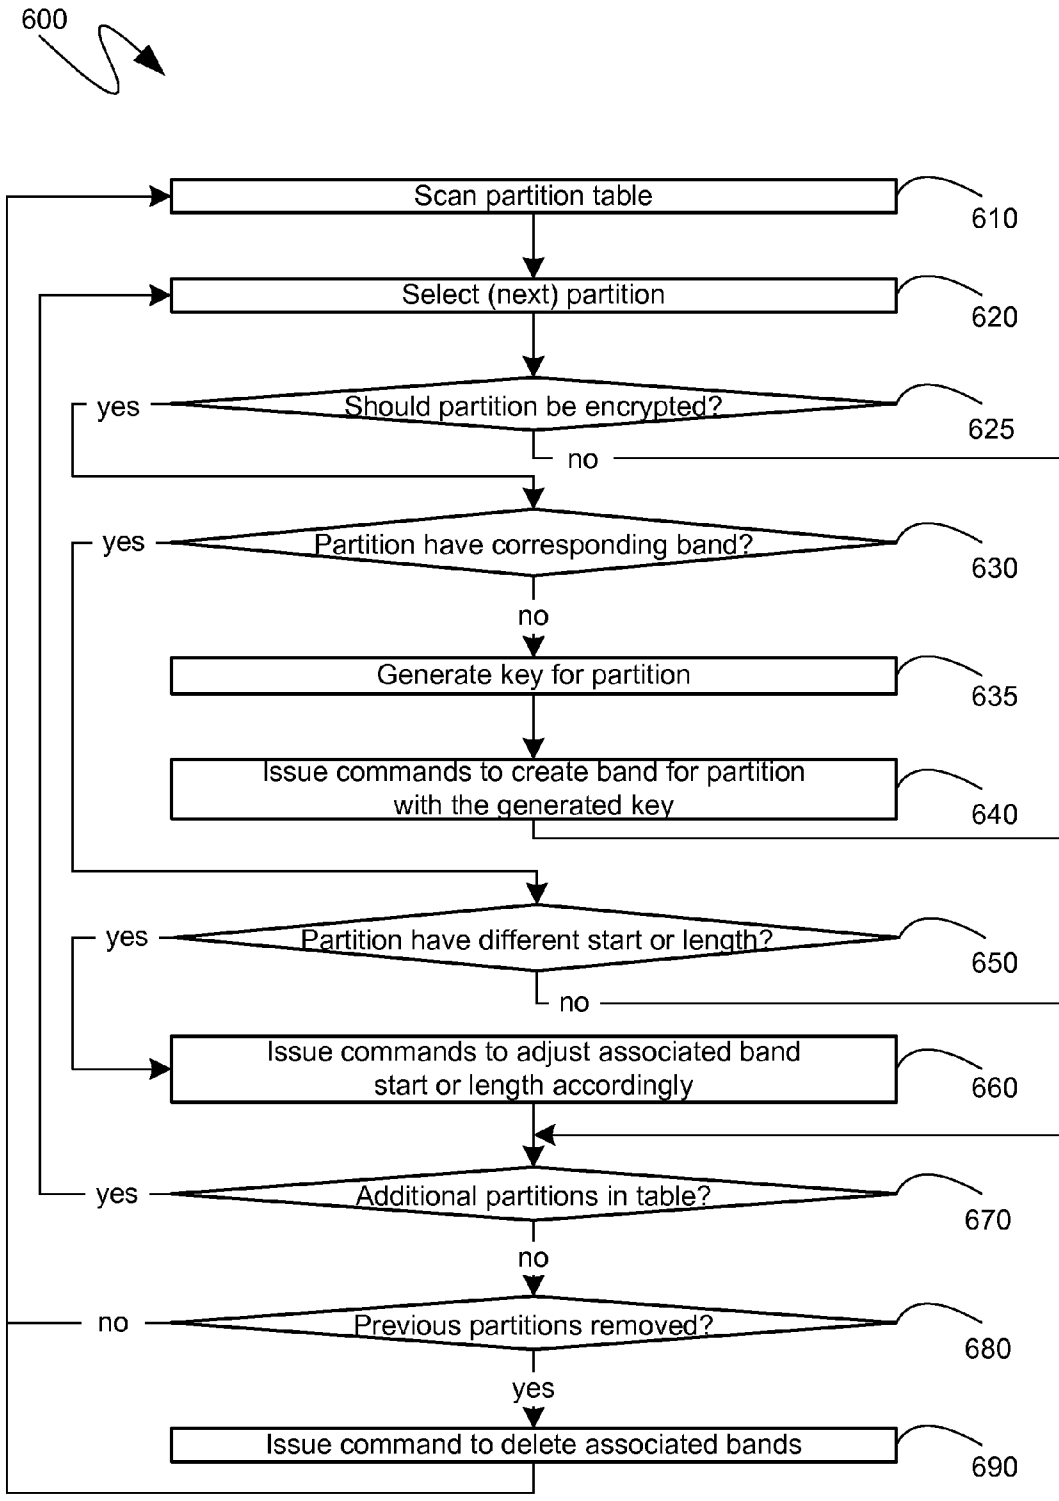 600
Scan partition table
610
Select (next) partition
620
yes
Should partition be encrypted?
625
no
yes
Partition have corresponding band?
630
no
Generate key for partition
635
Issue commands to create band for partition
with the generated key
640
yes
Partition have different start or length?
650
no
Issue commands to adjust associated band
start or length accordingly
660
yes
Additional partitions in table?
670
no
no
Previous partitions removed?
680
yes
Issue command to delete associated bands
690